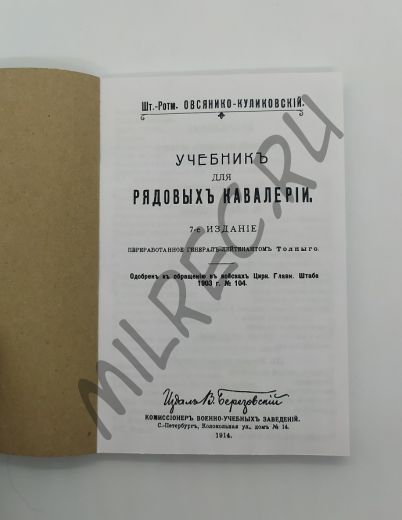 Шт.-Ротм. ОВСЯНИКО-КУЛИКОВСКІЙ.
УЧЕБНИКЪ
ДЛЯ
РЯДОВЫХЪ КАВАЛЕРІИ.
7-е ИЗДАНІЕ
ПЕРЕРАБОТАННОЕ ГЕНЕРАЛЪ-ЛЕЙТЕНАНТОМЪ
Одобренъ къ обращенію въ войскахъ Цирк. Главн. Штаба
1903 г. № 104.
Издалъ В. Березовскій
КОМИССІОНЕРЪ ВОЕННО-УЧЕБНЫХЪ ЗАВЕДЕНІЙ.
С.-Петербургъ, Колокольная ул., домъ № 14.
1914.
MILREC.RU